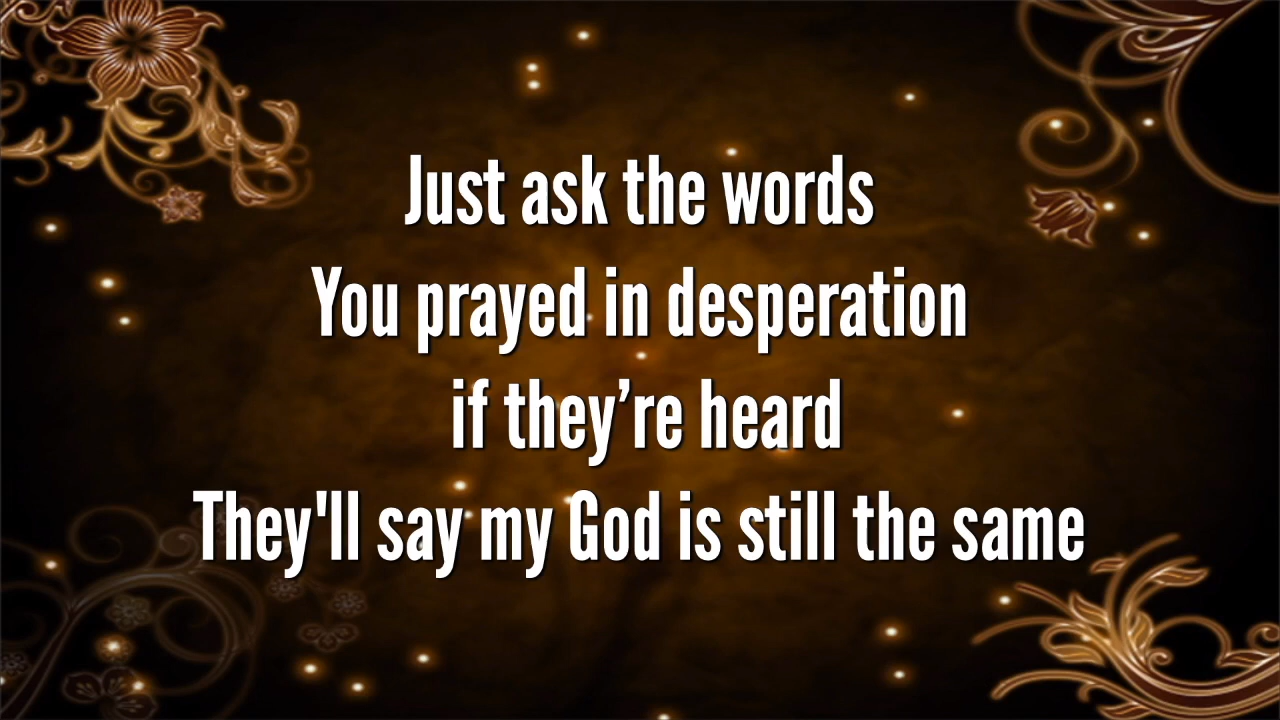 Just ask the words
You prayed in desperation
if they’re heard
They'll say my God is still the same